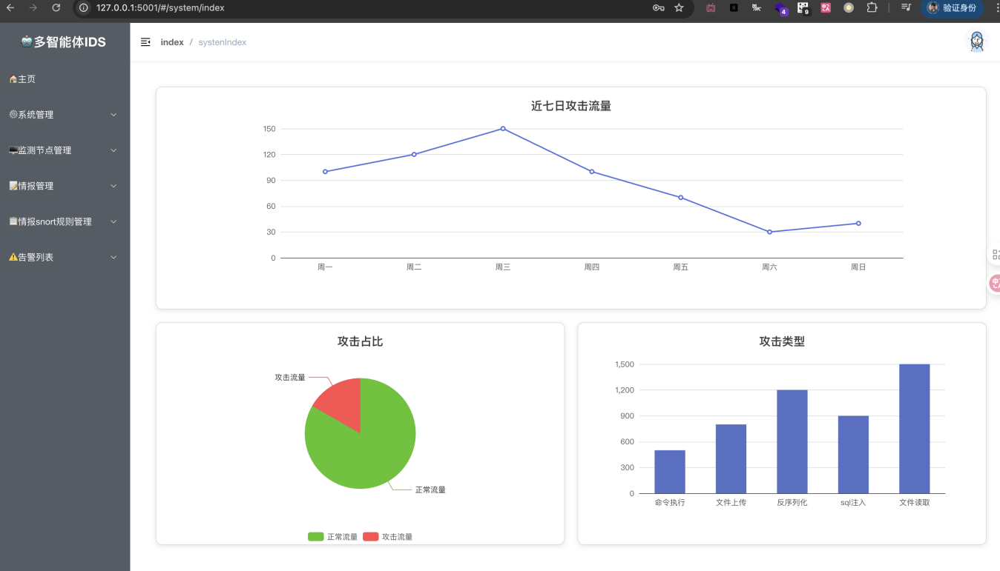 127.0.0.1:5001/#/system/index
4
9
验证身份
多智能体IDS
index / systenIndex
主页
系统管理
监测节点管理
情报管理
情报snort规则管理
告警列表
近七日攻击流量
150
120
90
60
30
0
周一 周二 周三 周四 周五 周六 周日
攻击占比
攻击流量
正常流量
正常流量 攻击流量
攻击类型
1,500
1,200
900
600
300
0
命令执行 文件上传 反序列化 sql注入 文件读取